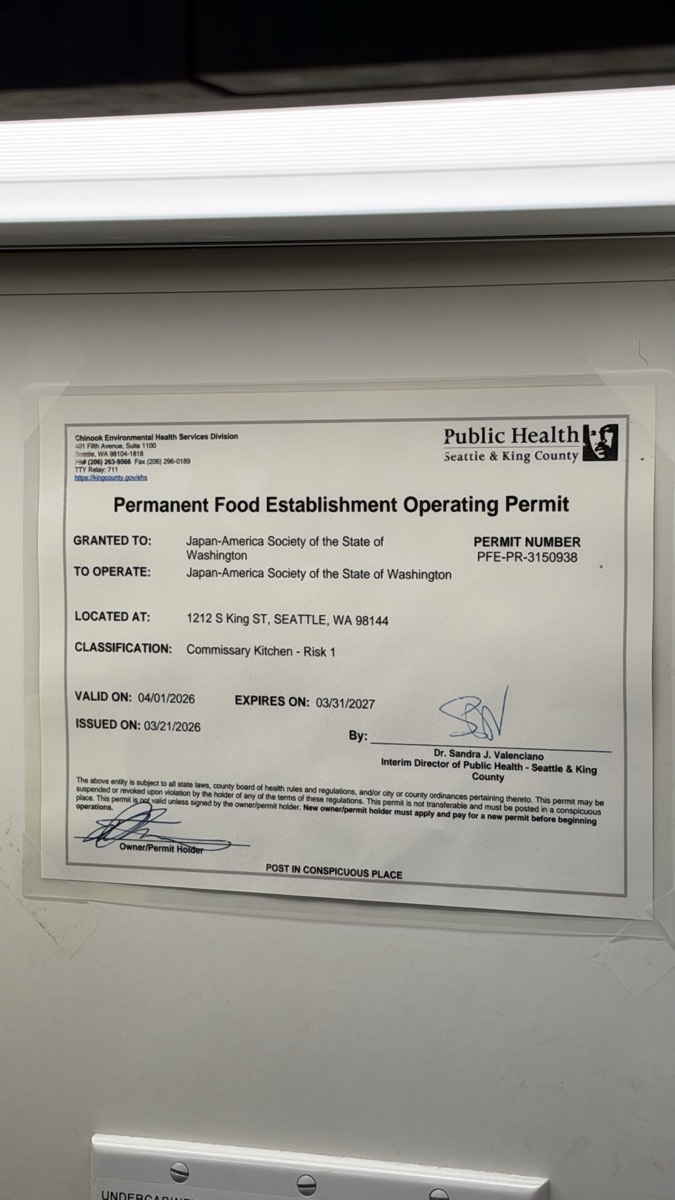 Chinook Environmental Health Services Division
401 Fifth Avenue, Suite 1100
Seattle, WA 98104-1818
(206) 263-9566 Fax (206) 296-0189
TTY Relay: 711
https://kingcounty.gov/ehs
Public Health
Seattle & King County
Permanent Food Establishment Operating Permit
GRANTED TO: Japan-America Society of the State of
Washington
PERMIT NUMBER
PFE-PR-3150938
TO OPERATE: Japan-America Society of the State of Washington
LOCATED AT: 1212 S King ST, SEATTLE, WA 98144
CLASSIFICATION: Commissary Kitchen - Risk 1
VALID ON: 04/01/2026 EXPIRES ON: 03/31/2027
ISSUED ON: 03/21/2026
By:
Dr. Sandra J. Valenciano
Interim Director of Public Health - Seattle & King
County
The above entity is subject to all state laws, county board of health rules and regulations, and/or city or county ordinances pertaining thereto. This permit may be
suspended or revoked upon violation by the holder of any of the terms of these regulations. This permit is not transferable and must be posted in a conspicuous
place. This permit is not valid unless signed by the owner/permit holder. New owner/permit holder must apply and pay for a new permit before beginning
operations.
Owner/Permit Holder
POST IN CONSPICUOUS PLACE